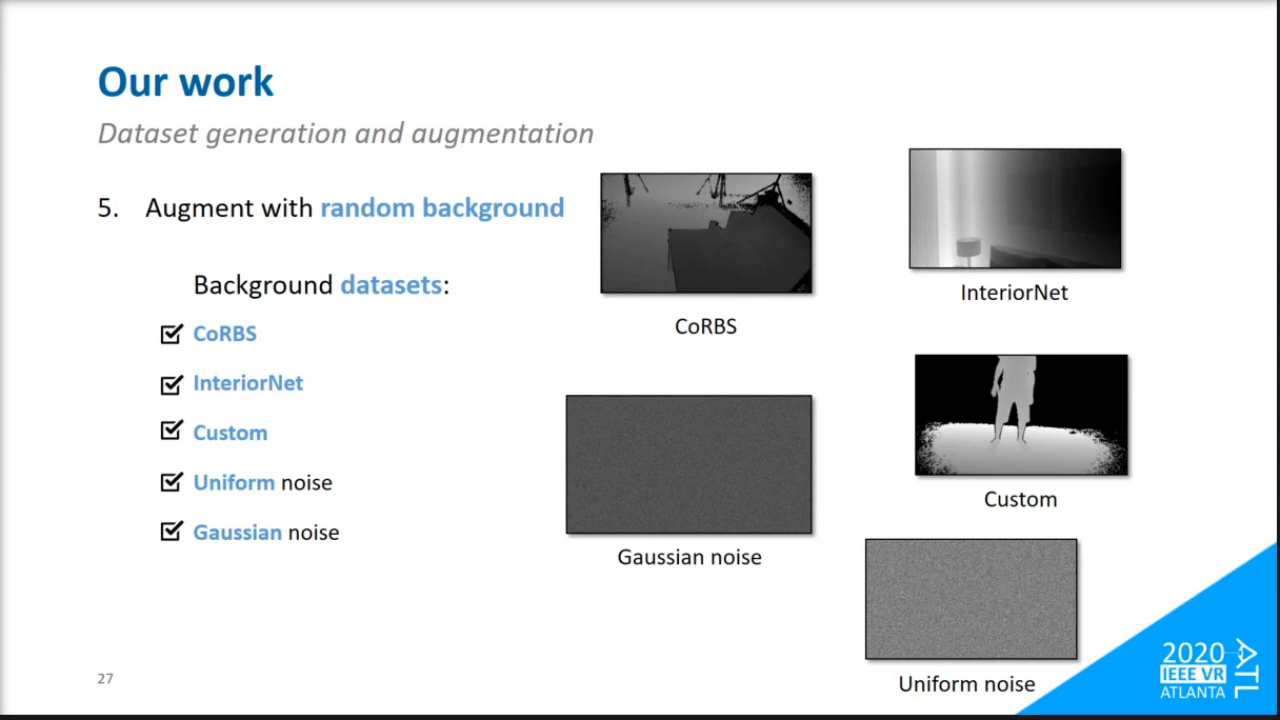 Our work
Dataset generation and augmentation
5. Augment with random background
Background datasets:
CoRBS
InteriorNet
Custom
Uniform noise
Gaussian noise
CoRBS
InteriorNet
Gaussian noise
Custom
Uniform noise
27
2020
IEEE VR
ATLANTA
ATL